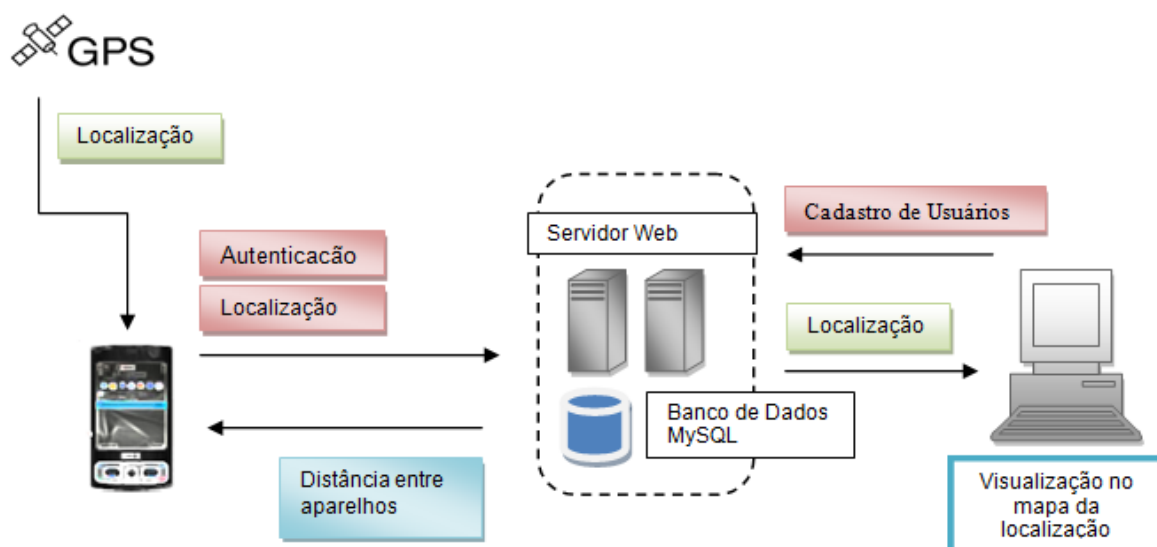 GPS
Localização
Autenticacão
Localização
Servidor Web
Banco de Dados
MySQL
Cadastro de Usuários
Localização
Distância entre
aparelhos
Visualização no
mapa da
localização